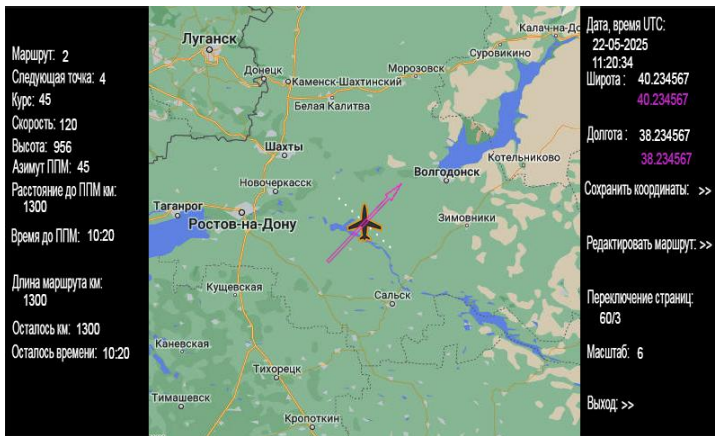 Маршрут: 2
Следующая точка: 4
Курс: 45
Скорость: 120
Высота: 956
Азимут ППМ: 45
Расстояние до ППМ км:
1300
Время до ППМ: 10:20
Длина маршрута км:
1300
Осталось км: 1300
Осталось времени: 10:20
Луганск
Калач-на-До
Суровикино
Донецк
Морозовск
Каменск-Шахтинский
Белая Калитва
Шахты
Котельниково
Волгодонск
Новочеркасск
Таганрог
Ростов-на-Дону
Зимовники
Кущевская
Сальск
Каневская
Тихорецк
Тимашевск
Кропоткин
Дата, время UTC:
22-05-2025
11:20:34
Широта : 40.234567
40.234567
Долгота : 38.234567
38.234567
Сохранить координаты: >>
Редактировать маршрут: >>
Переключение страниц:
60/3
Масштаб: 6
Выход: >>